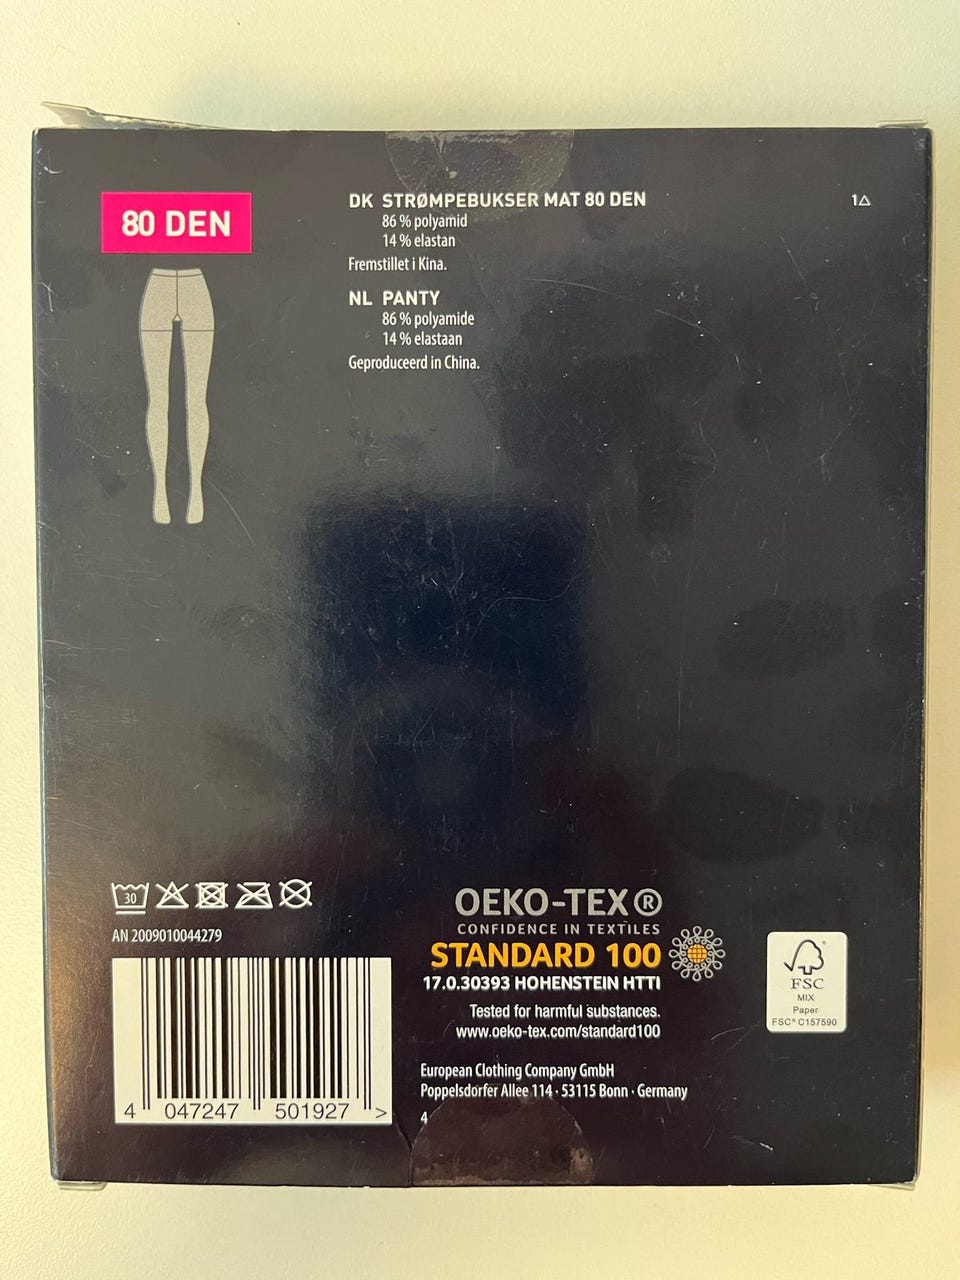 80 DEN
DK STRØMPEBUKSER MAT 80 DEN
86 % polyamid
14 % elastan
Fremstillet i Kina.
NL PANTY
86 % polyamide
14 % elastaan
Geproduceerd in China.
1△
30
AN 2009010044279
4 047247 501927 >
OEKO-TEX®
CONFIDENCE IN TEXTILES
STANDARD 100
17.0.30393 HOHENSTEIN HTTI
Tested for harmful substances.
www.oeko-tex.com/standard100
European Clothing Company GmbH
Poppelsdorfer Allee 114 · 53115 Bonn · Germany
4
FSC
MIX
Paper
FSC® C157590